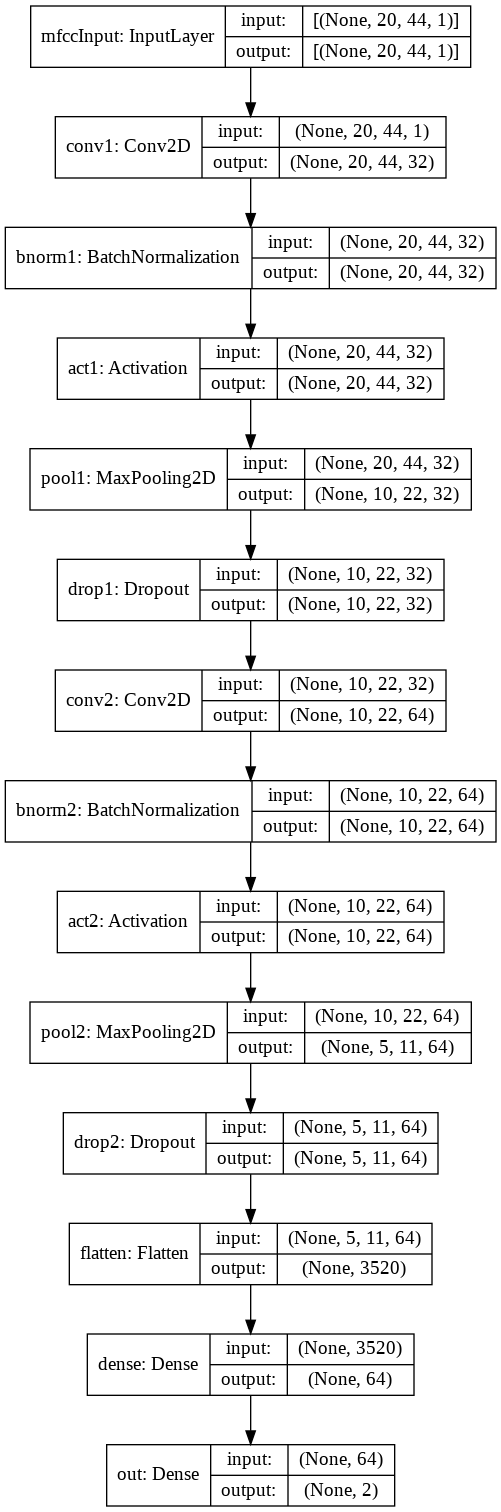 mfccInput: InputLayer
input: [(None, 20, 44, 1)]
output: [(None, 20, 44, 1)]
conv1: Conv2D
input: (None, 20, 44, 1)
output: (None, 20, 44, 32)
bnorm1: BatchNormalization
input: (None, 20, 44, 32)
output: (None, 20, 44, 32)
act1: Activation
input: (None, 20, 44, 32)
output: (None, 20, 44, 32)
pool1: MaxPooling2D
input: (None, 20, 44, 32)
output: (None, 10, 22, 32)
drop1: Dropout
input: (None, 10, 22, 32)
output: (None, 10, 22, 32)
conv2: Conv2D
input: (None, 10, 22, 32)
output: (None, 10, 22, 64)
bnorm2: BatchNormalization
input: (None, 10, 22, 64)
output: (None, 10, 22, 64)
act2: Activation
input: (None, 10, 22, 64)
output: (None, 10, 22, 64)
pool2: MaxPooling2D
input: (None, 10, 22, 64)
output: (None, 5, 11, 64)
drop2: Dropout
input: (None, 5, 11, 64)
output: (None, 5, 11, 64)
flatten: Flatten
input: (None, 5, 11, 64)
output: (None, 3520)
dense: Dense
input: (None, 3520)
output: (None, 64)
out: Dense
input: (None, 64)
output: (None, 2)